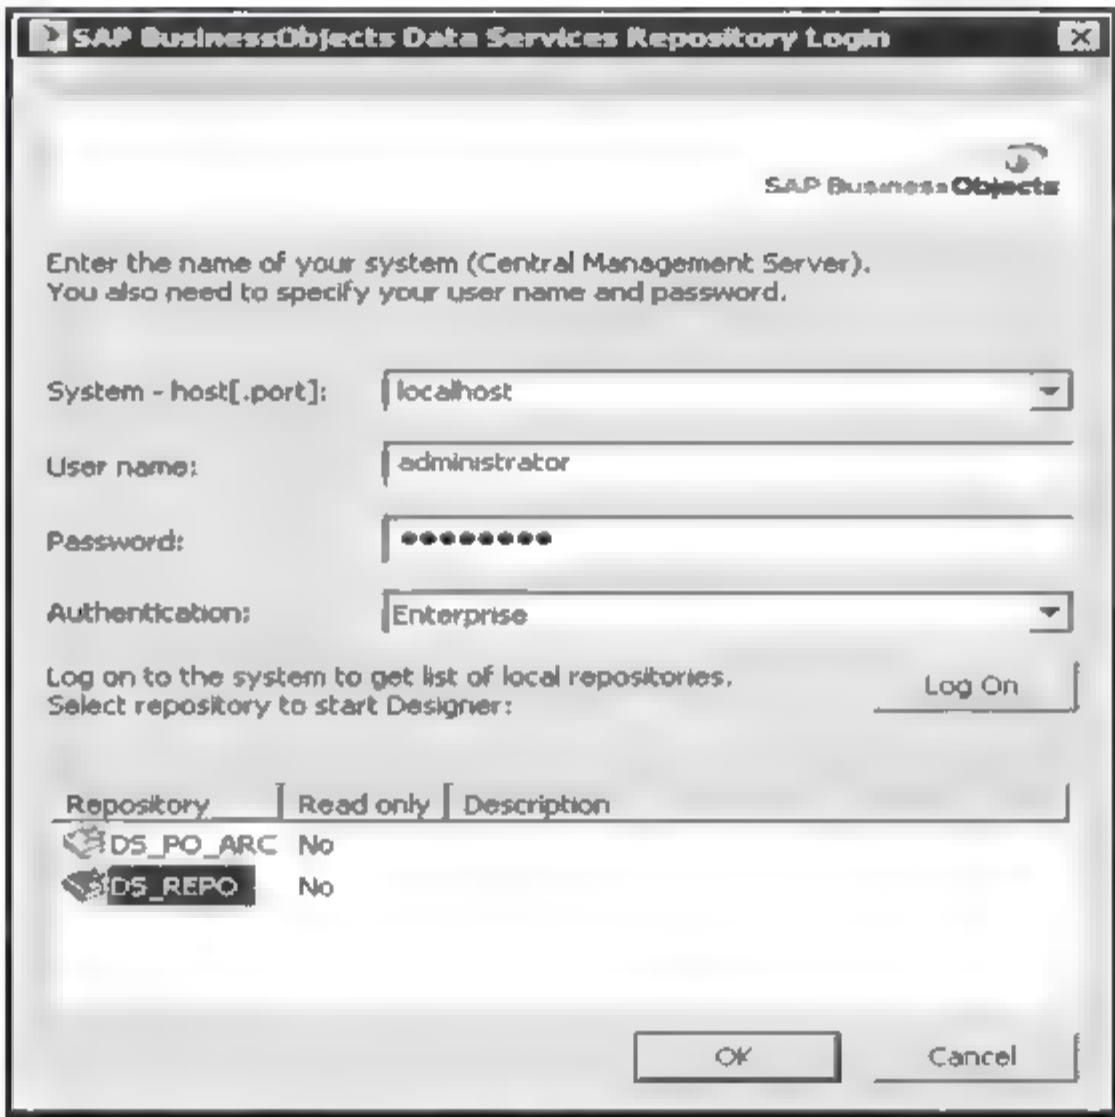 SAP BusinessObjects Data Services Repository Login
SAP BusinessObjects
Enter the name of your system (Central Management Server).
You also need to specify your user name and password.
System - host[.port]: localhost
User name: administrator
Password: ●●●●●●●●
Authentication: Enterprise
Log on to the system to get list of local repositories.
Select repository to start Designer:
Log On
Repository Read only Description
DS_PO_ARC No
DS_REPO No
OK Cancel